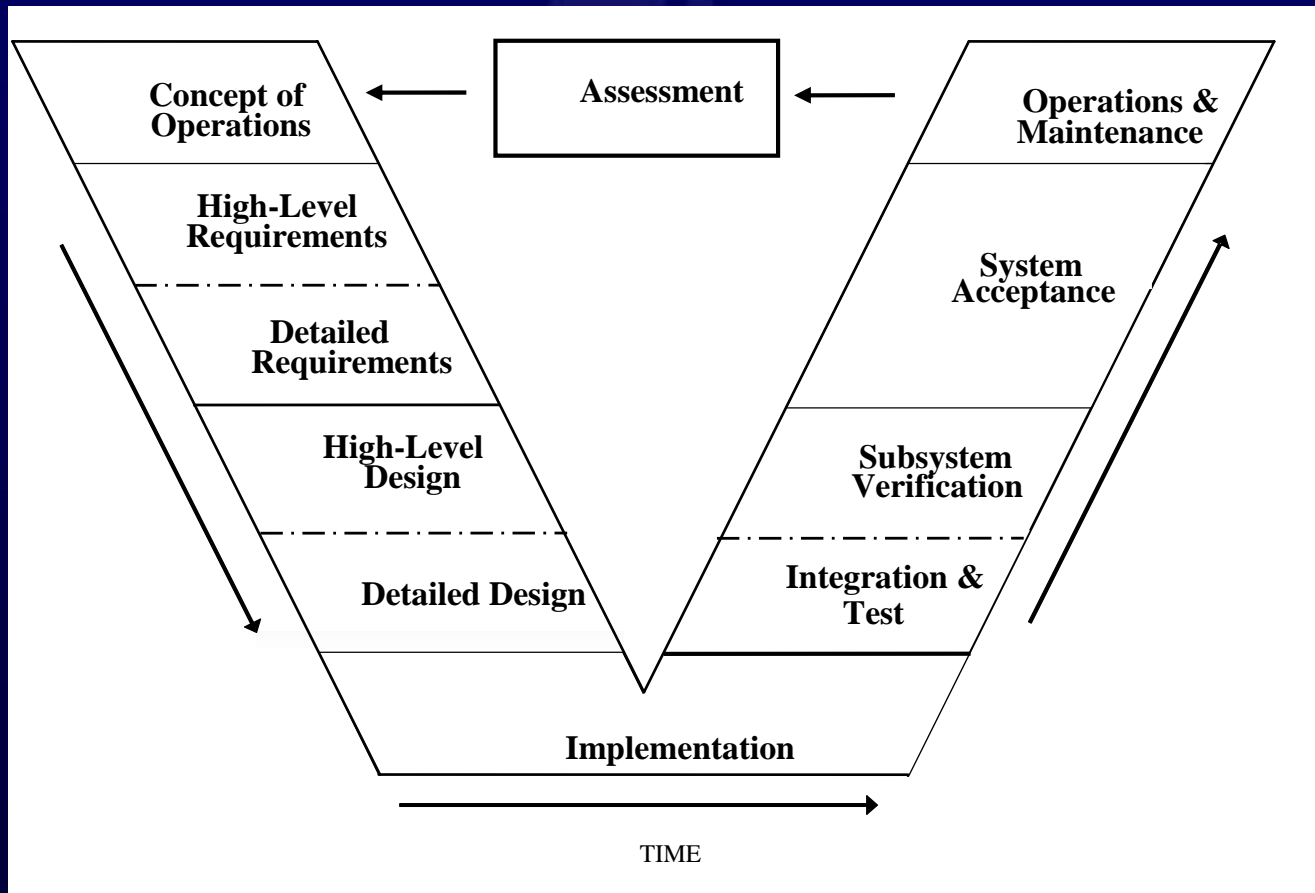 Concept of
Operations
High-Level
Requirements
Detailed
Requirements
High-Level
Design
Detailed Design
Implementation
Integration &
Test
Subsystem
Verification
System
Acceptance
Operations &
Maintenance
Assessment
TIME